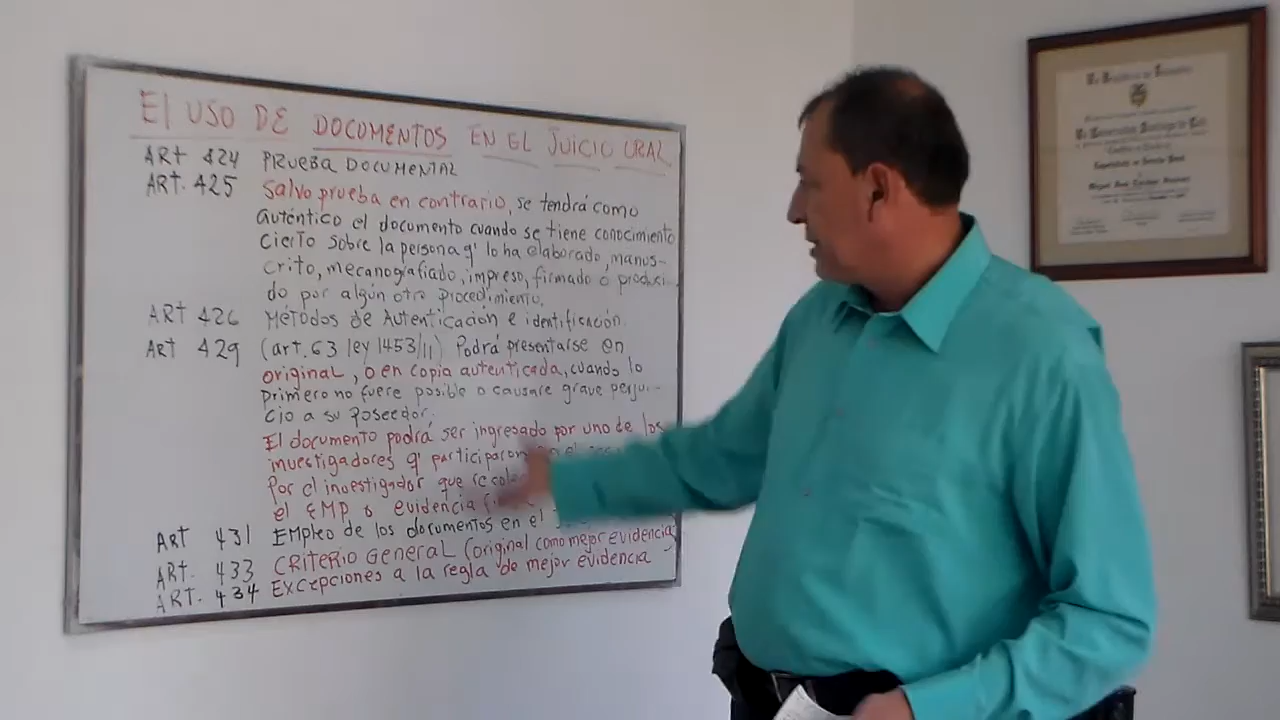 El USO DE DOCUMENTOS EN EL JUICIO ORAL
ART 424 PRUEBA DOCUMENTAL
ART. 425 Salvo prueba en contrario, se tendrá como
auténtico el documento cuando se tiene conocimiento
cierto sobre la persona q' lo ha elaborado, manus-
crito, mecanografiado, impreso, firmado o produci-
do por algún otro procedimiento.
ART 426 Métodos de Autenticación e identificación.
ART 429 (art. 63 ley 1453/11) Podrá presentarse en
original, o en copia autenticada, cuando lo
primero no fuere posible o causare grave perjui-
cio a su poseedor.
El documento podrá ser ingresado por uno de los
investigadores q' participaron en el
Por el investigador que
el EMP o evidencia
ART 431 EMPleo de los documentos en el
ART. 433 CRITERIO General (original como mejor evidencia)
ART. 434 Excepciones a la regla de mejor evidencia